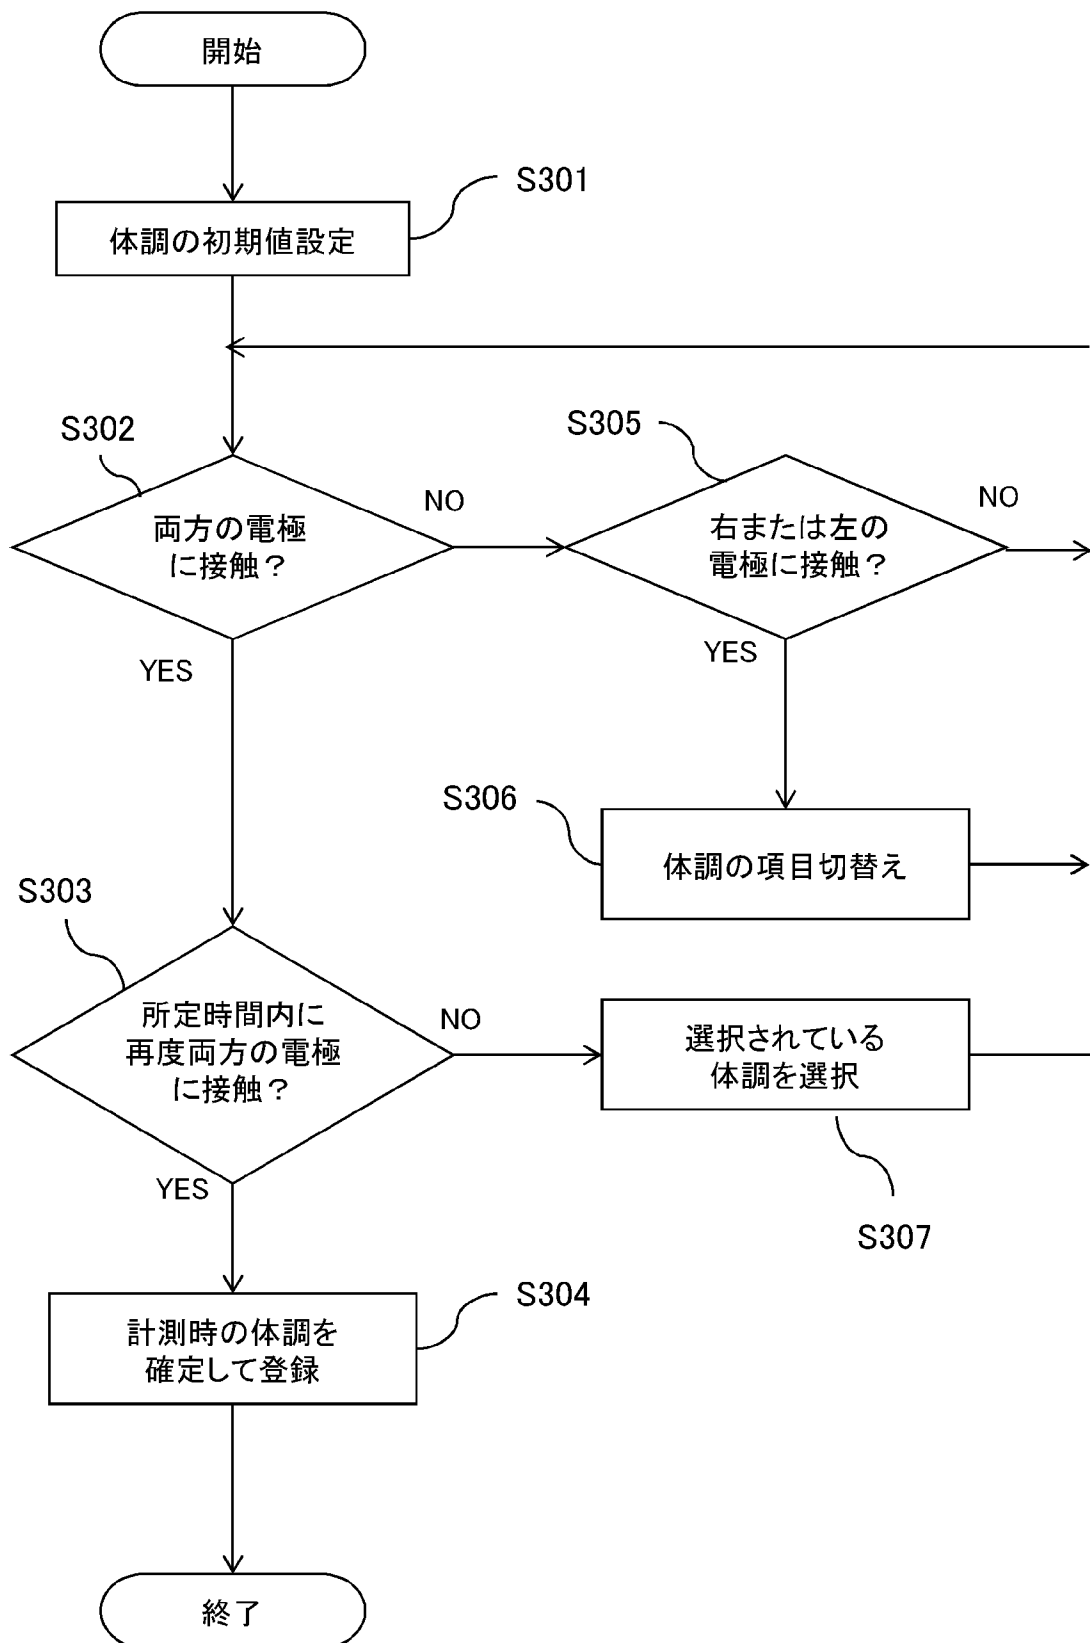 開始
S301
体調の初期値設定
S302
両方の電極
に接触？
NO
YES
S305
右または左の
電極に接触？
NO
YES
S306
体調の項目切替え
S303
所定時間内に
再度両方の電極
に接触？
NO
YES
選択されている
体調を選択
S307
S304
計測時の体調を
確定して登録
終了